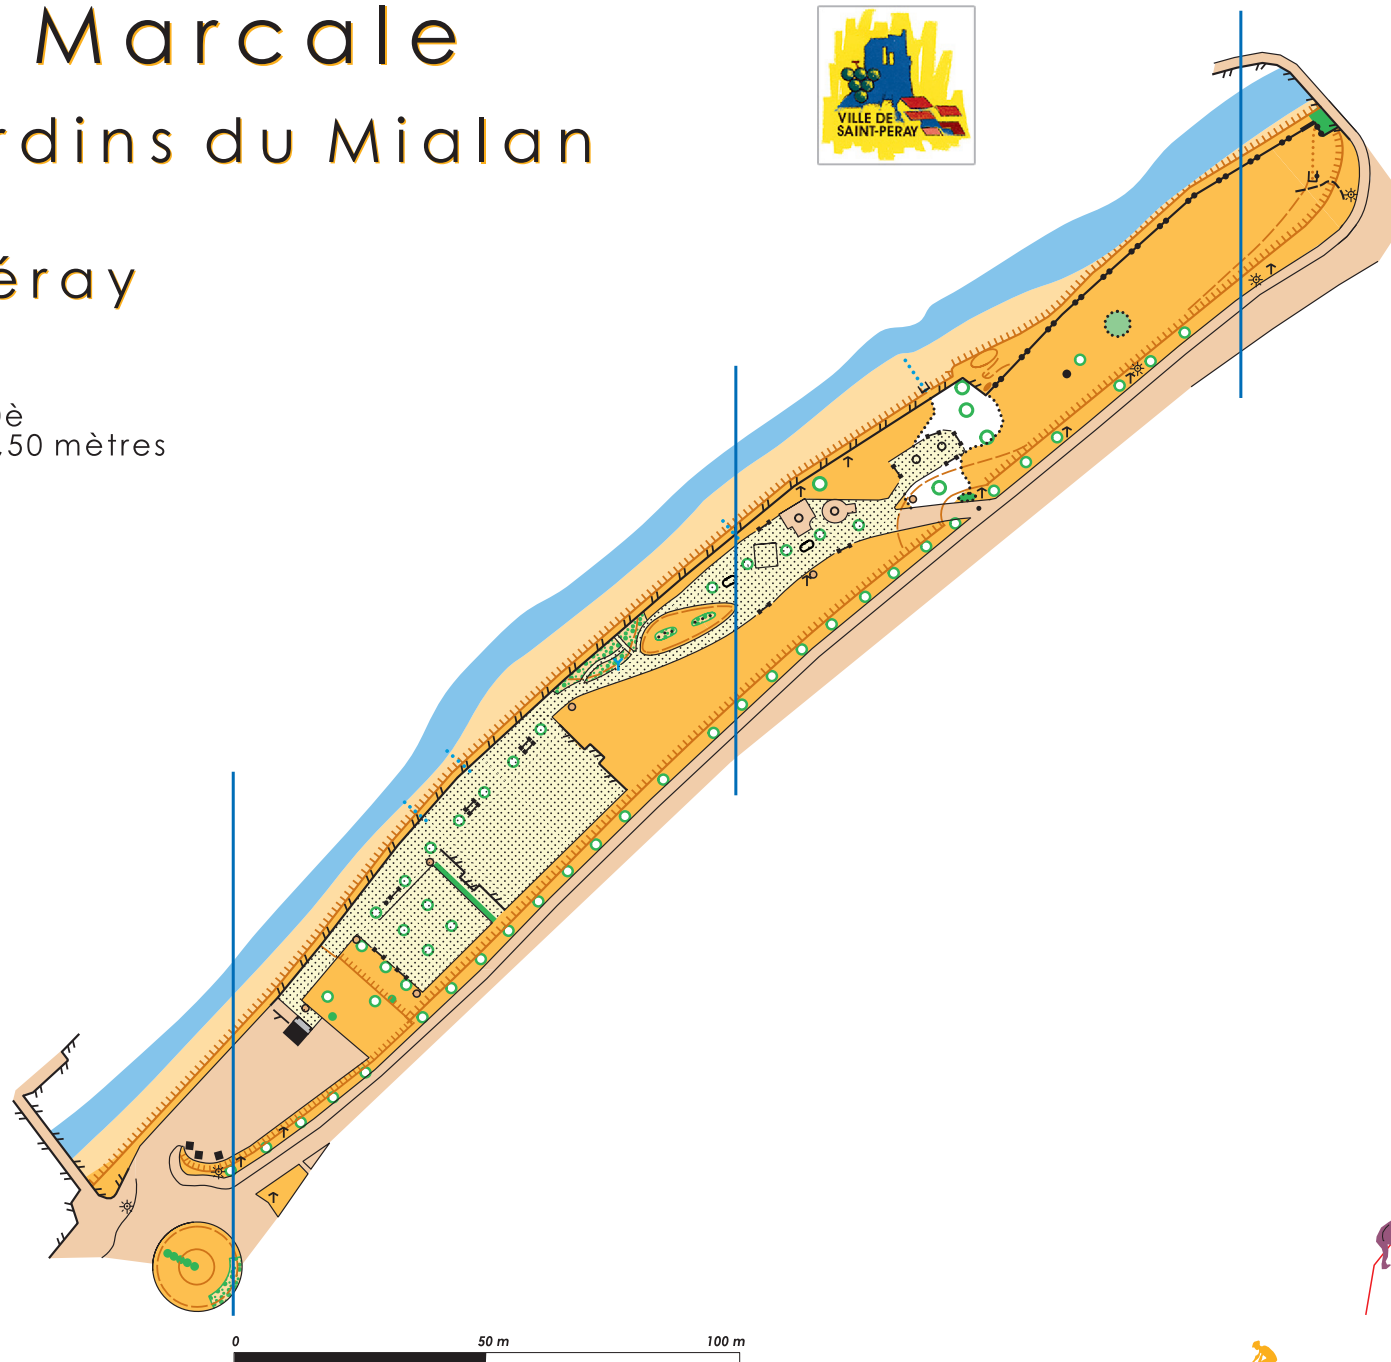 Marcale
rdins du Mialan
VILLE DE
SAINT-PERAY
éray
è
,50 mètres
0 50 m 100 m